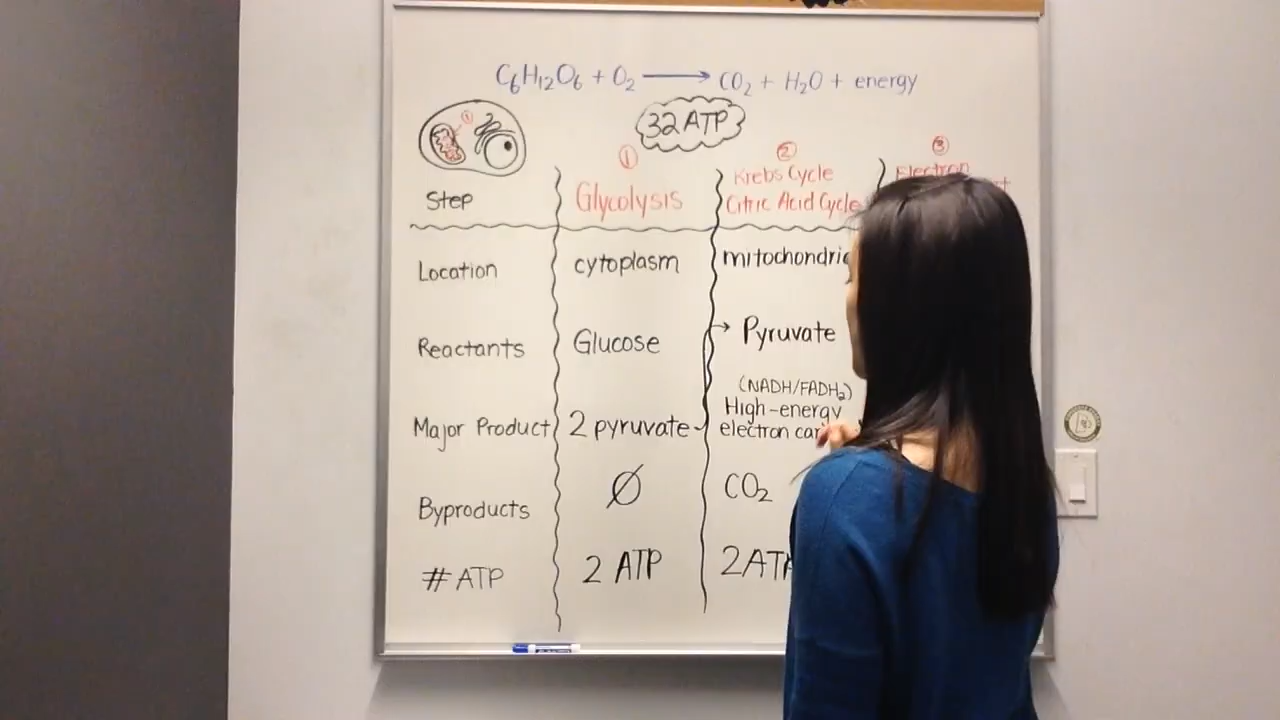 C6H12O6 + O2 ⟶ CO2 + H2O + energy
32 ATP
①
① ② ③
Step Glycolysis Krebs Cycle Electron
Citric Acid Cycle
Location cytoplasm mitochondri
Reactants Glucose → Pyruvate
(NADH/FADH2)
High-energy
Major Product 2 pyruvate electron car
Byproducts Ø CO2
# ATP 2 ATP 2 ATP